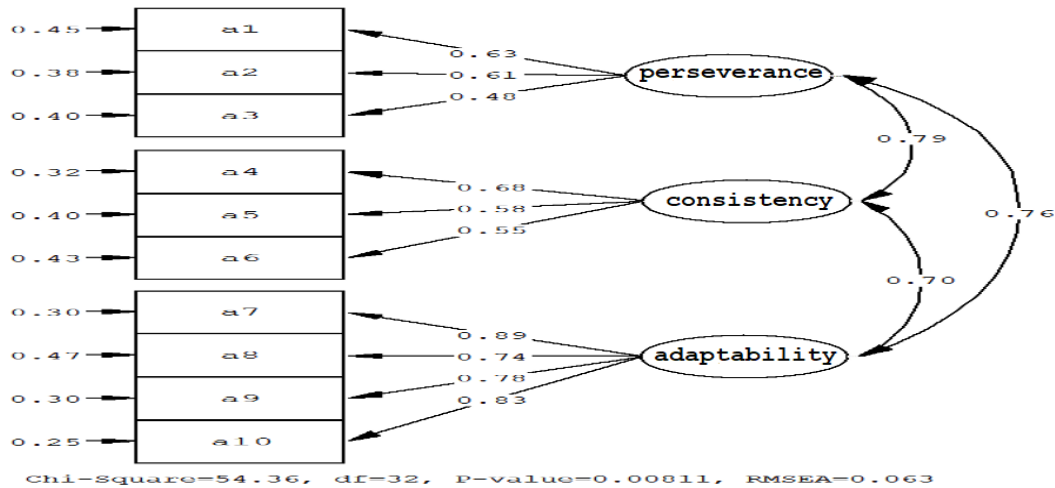 0.45 a1
0.63
0.38 a2 0.61 perseverance
0.48
0.40 a3
0.79
0.32 a4
0.68
0.58 consistency
0.40 a5 0.76
0.55
0.43 a6
0.70
0.30 a7
0.89
0.47 a8 0.74 adaptability
0.78
0.30 a9 0.83
0.25 a10
Chi-Square=54.36, df=32, P-value=0.00811, RMSEA=0.063